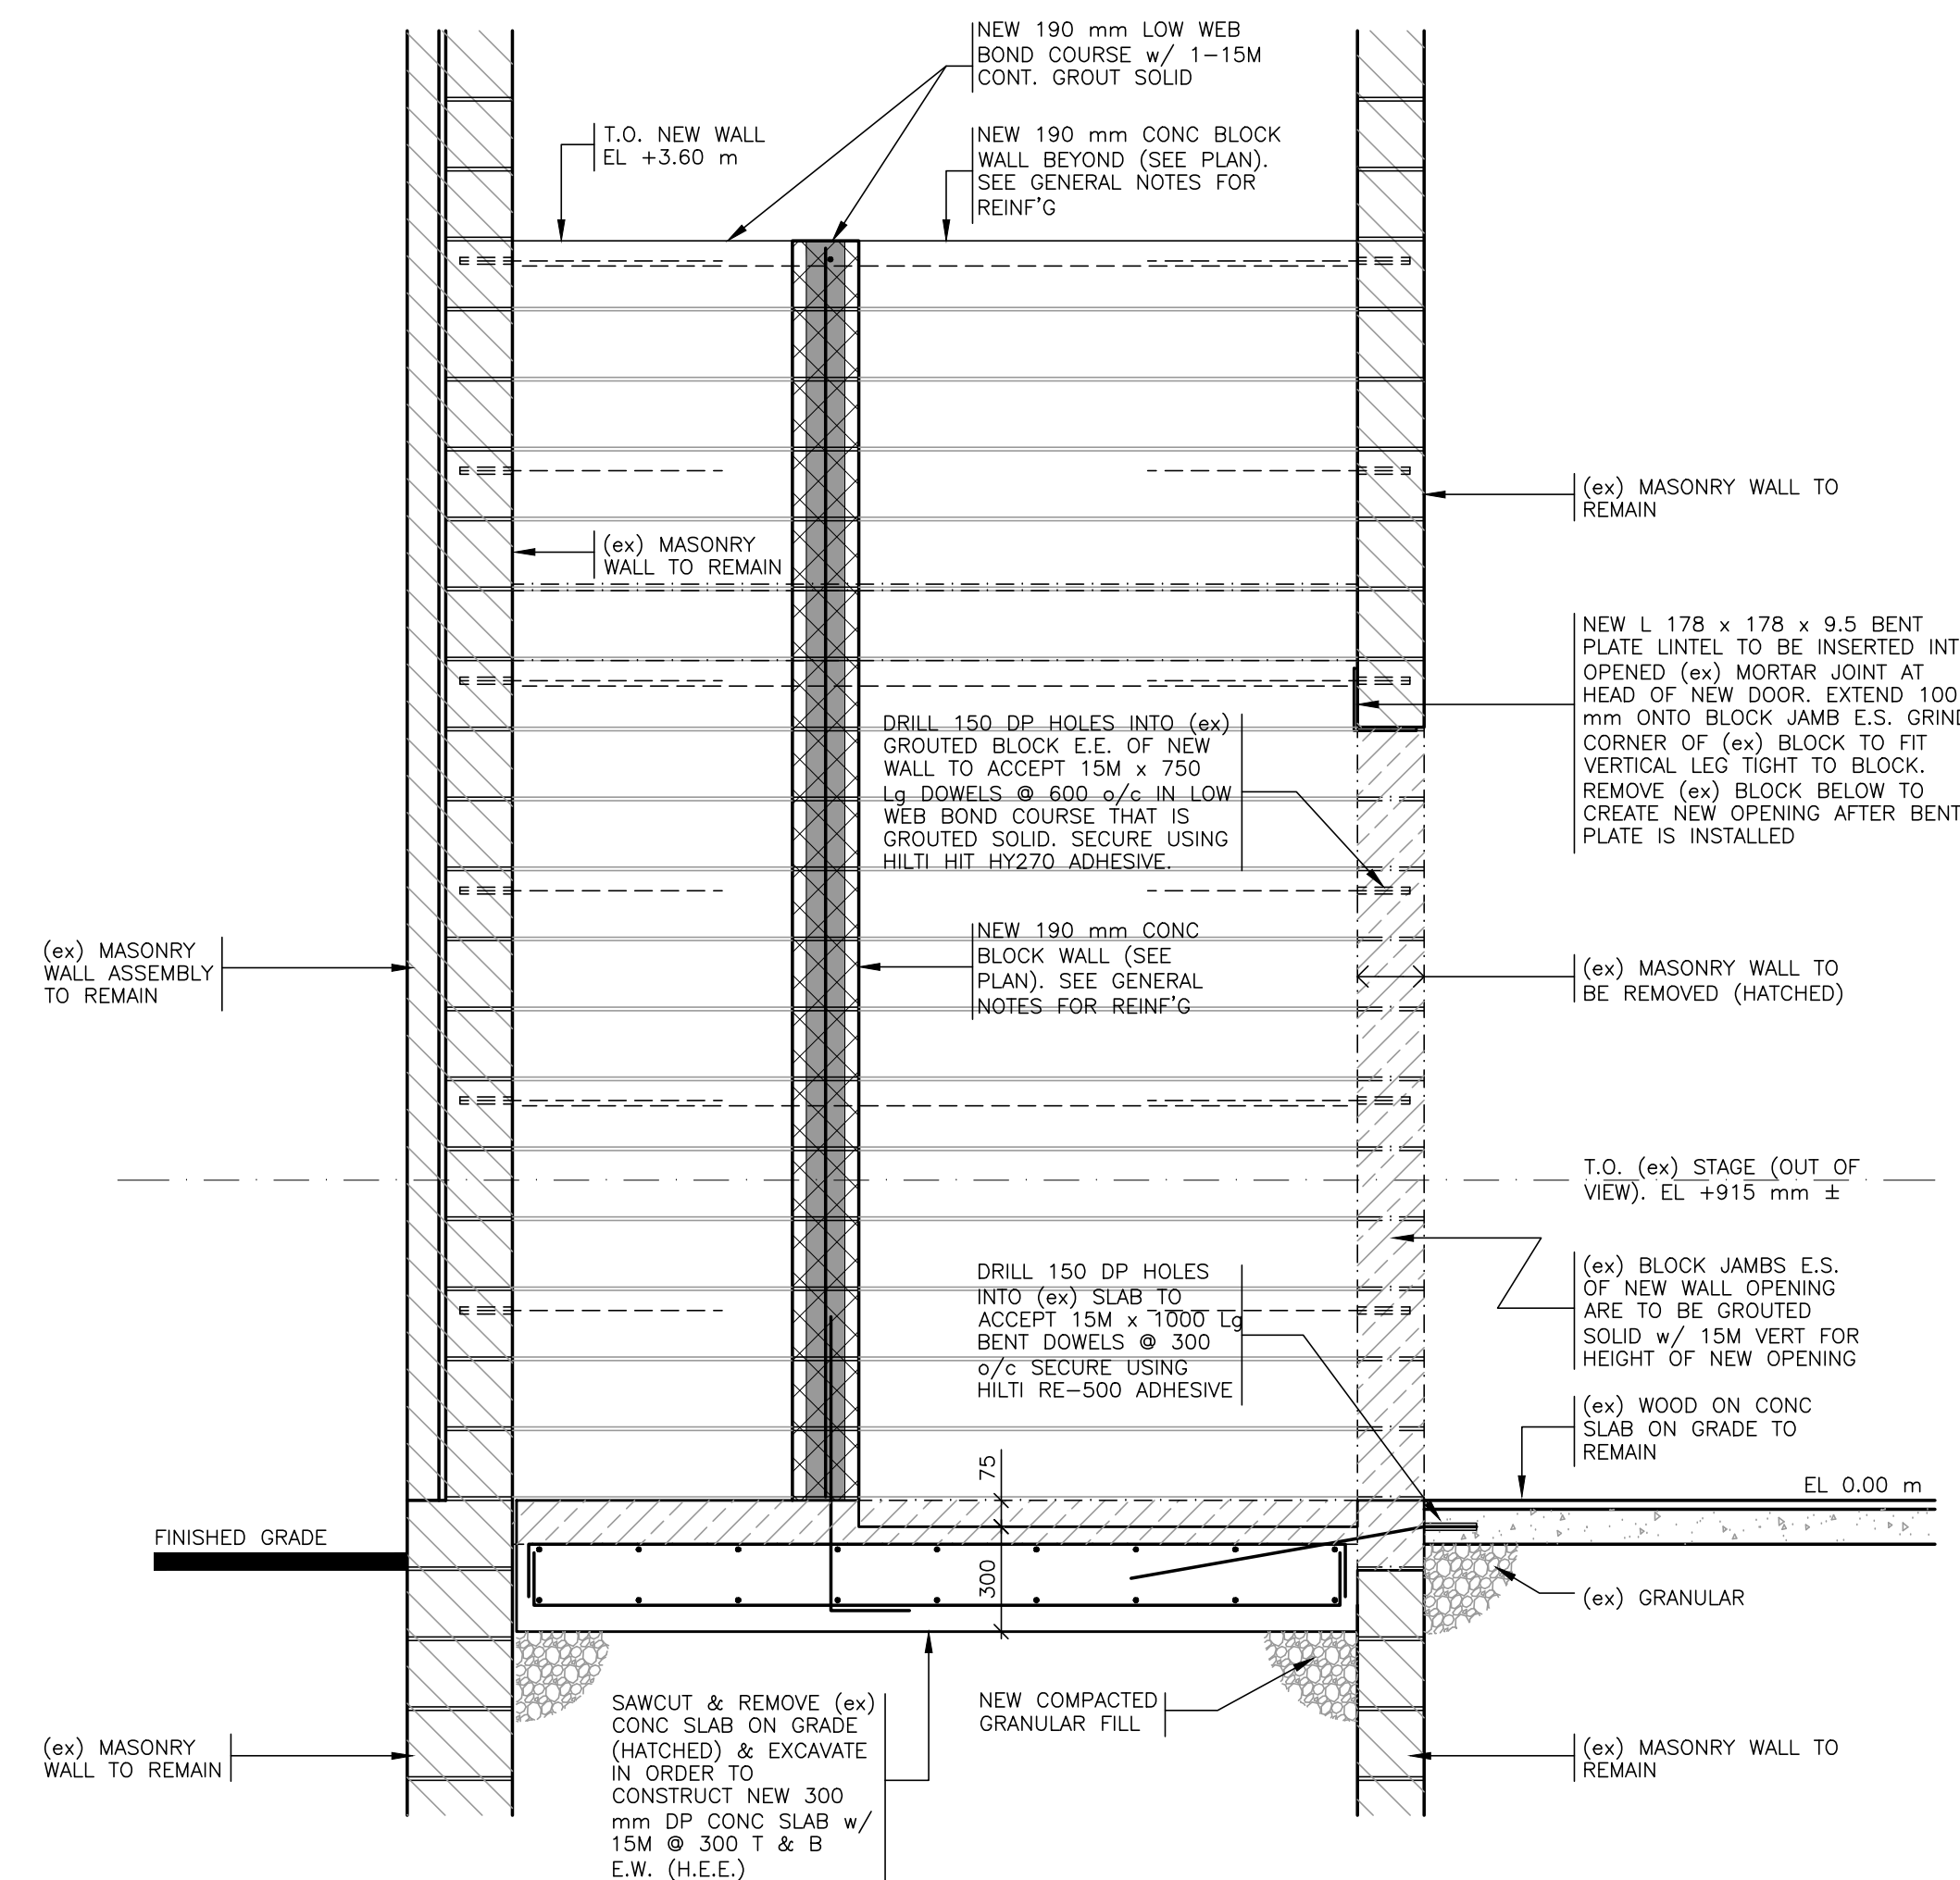 NEW 190 mm LOW WEB
BOND COURSE w/ 1-15M
CONT. GROUT SOLID
T.O. NEW WALL
EL +3.60 m
NEW 190 mm CONC BLOCK
WALL BEYOND (SEE PLAN).
SEE GENERAL NOTES FOR
REINF'G
(ex) MASONRY WALL TO
REMAIN
(ex) MASONRY
WALL TO REMAIN
NEW L 178 x 178 x 9.5 BENT
PLATE LINTEL TO BE INSERTED INT
OPENED (ex) MORTAR JOINT AT
HEAD OF NEW DOOR. EXTEND 100
mm ONTO BLOCK JAMB E.S. GRIND
CORNER OF (ex) BLOCK TO FIT
VERTICAL LEG TIGHT TO BLOCK.
REMOVE (ex) BLOCK BELOW TO
CREATE NEW OPENING AFTER BENT
PLATE IS INSTALLED
DRILL 150 DP HOLES INTO (ex)
GROUTED BLOCK E.E. OF NEW
WALL TO ACCEPT 15M x 750
Lg DOWELS @ 600 o/c IN LOW
WEB BOND COURSE THAT IS
GROUTED SOLID. SECURE USING
HILTI HIT HY270 ADHESIVE.
(ex) MASONRY
WALL ASSEMBLY
TO REMAIN
NEW 190 mm CONC
BLOCK WALL (SEE
PLAN). SEE GENERAL
NOTES FOR REINF'G
(ex) MASONRY WALL TO
BE REMOVED (HATCHED)
T.O. (ex) STAGE (OUT OF
VIEW). EL +915 mm ±
DRILL 150 DP HOLES
INTO (ex) SLAB TO
ACCEPT 15M x 1000 Lg
BENT DOWELS @ 300
o/c SECURE USING
HILTI RE-500 ADHESIVE
(ex) BLOCK JAMBS E.S.
OF NEW WALL OPENING
ARE TO BE GROUTED
SOLID w/ 15M VERT FOR
HEIGHT OF NEW OPENING
(ex) WOOD ON CONC
SLAB ON GRADE TO
REMAIN
75
EL 0.00 m
FINISHED GRADE
300
(ex) GRANULAR
SAWCUT & REMOVE (ex)
CONC SLAB ON GRADE
(HATCHED) & EXCAVATE
IN ORDER TO
CONSTRUCT NEW 300
mm DP CONC SLAB w/
15M @ 300 T & B
E.W. (H.E.E.)
NEW COMPACTED
GRANULAR FILL
(ex) MASONRY
WALL TO REMAIN
(ex) MASONRY WALL TO
REMAIN